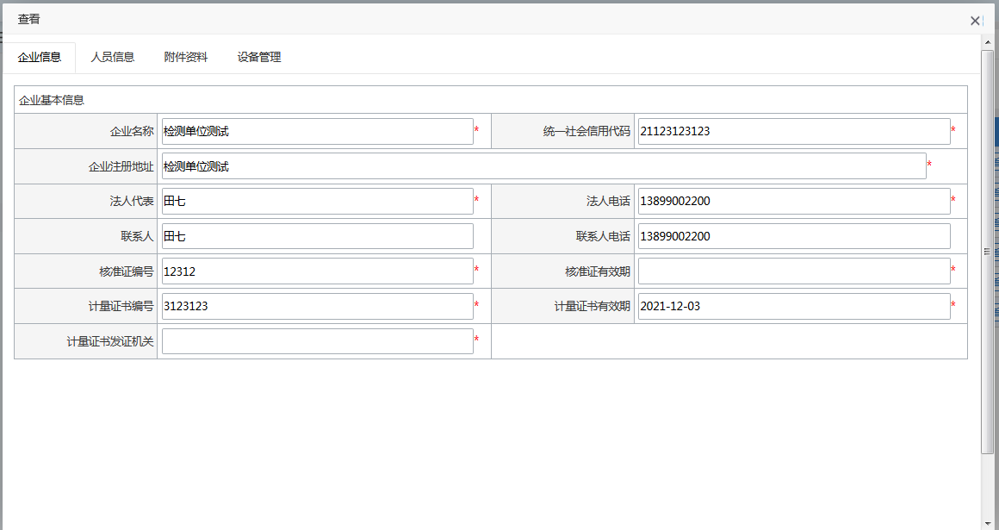 查看
企业信息 人员信息 附件资料 设备管理
企业基本信息
企业名称 检测单位测试 * 统一社会信用代码 21123123123 *
企业注册地址 检测单位测试 *
法人代表 田七 * 法人电话 13899002200 *
联系人 田七 联系人电话 13899002200
核准证编号 12312 * 核准证有效期 *
计量证书编号 3123123 * 计量证书有效期 2021-12-03 *
计量证书发证机关 *